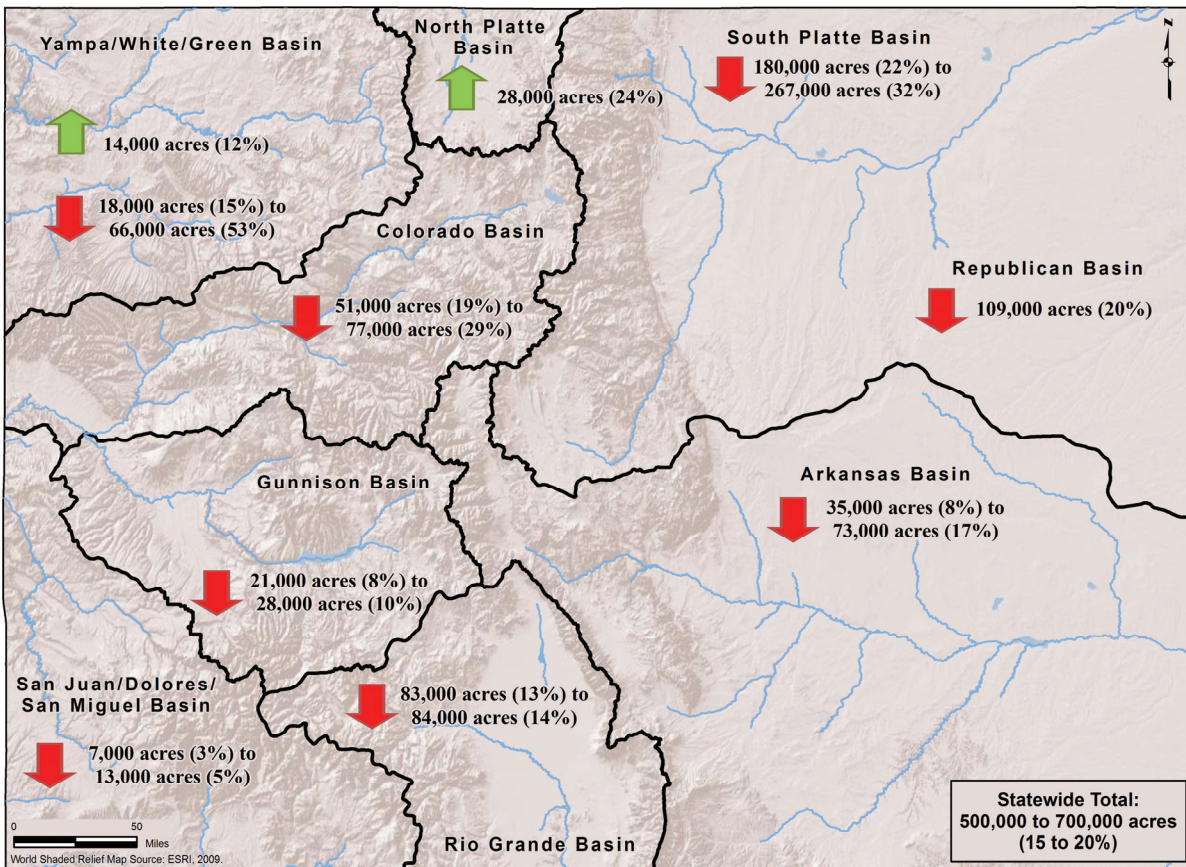 Yampa/White/Green Basin
14,000 acres (12%)
18,000 acres (15%) to
66,000 acres (53%)
North Platte
Basin
28,000 acres (24%)
South Platte Basin
180,000 acres (22%) to
267,000 acres (32%)
N
Colorado Basin
51,000 acres (19%) to
77,000 acres (29%)
Republican Basin
109,000 acres (20%)
Gunnison Basin
21,000 acres (8%) to
28,000 acres (10%)
Arkansas Basin
35,000 acres (8%) to
73,000 acres (17%)
San Juan/Dolores/
San Miguel Basin
7,000 acres (3%) to
13,000 acres (5%)
83,000 acres (13%) to
84,000 acres (14%)
Rio Grande Basin
Statewide Total:
500,000 to 700,000 acres
(15 to 20%)
0 50
Miles
World Shaded Relief Map Source: ESRI, 2009.